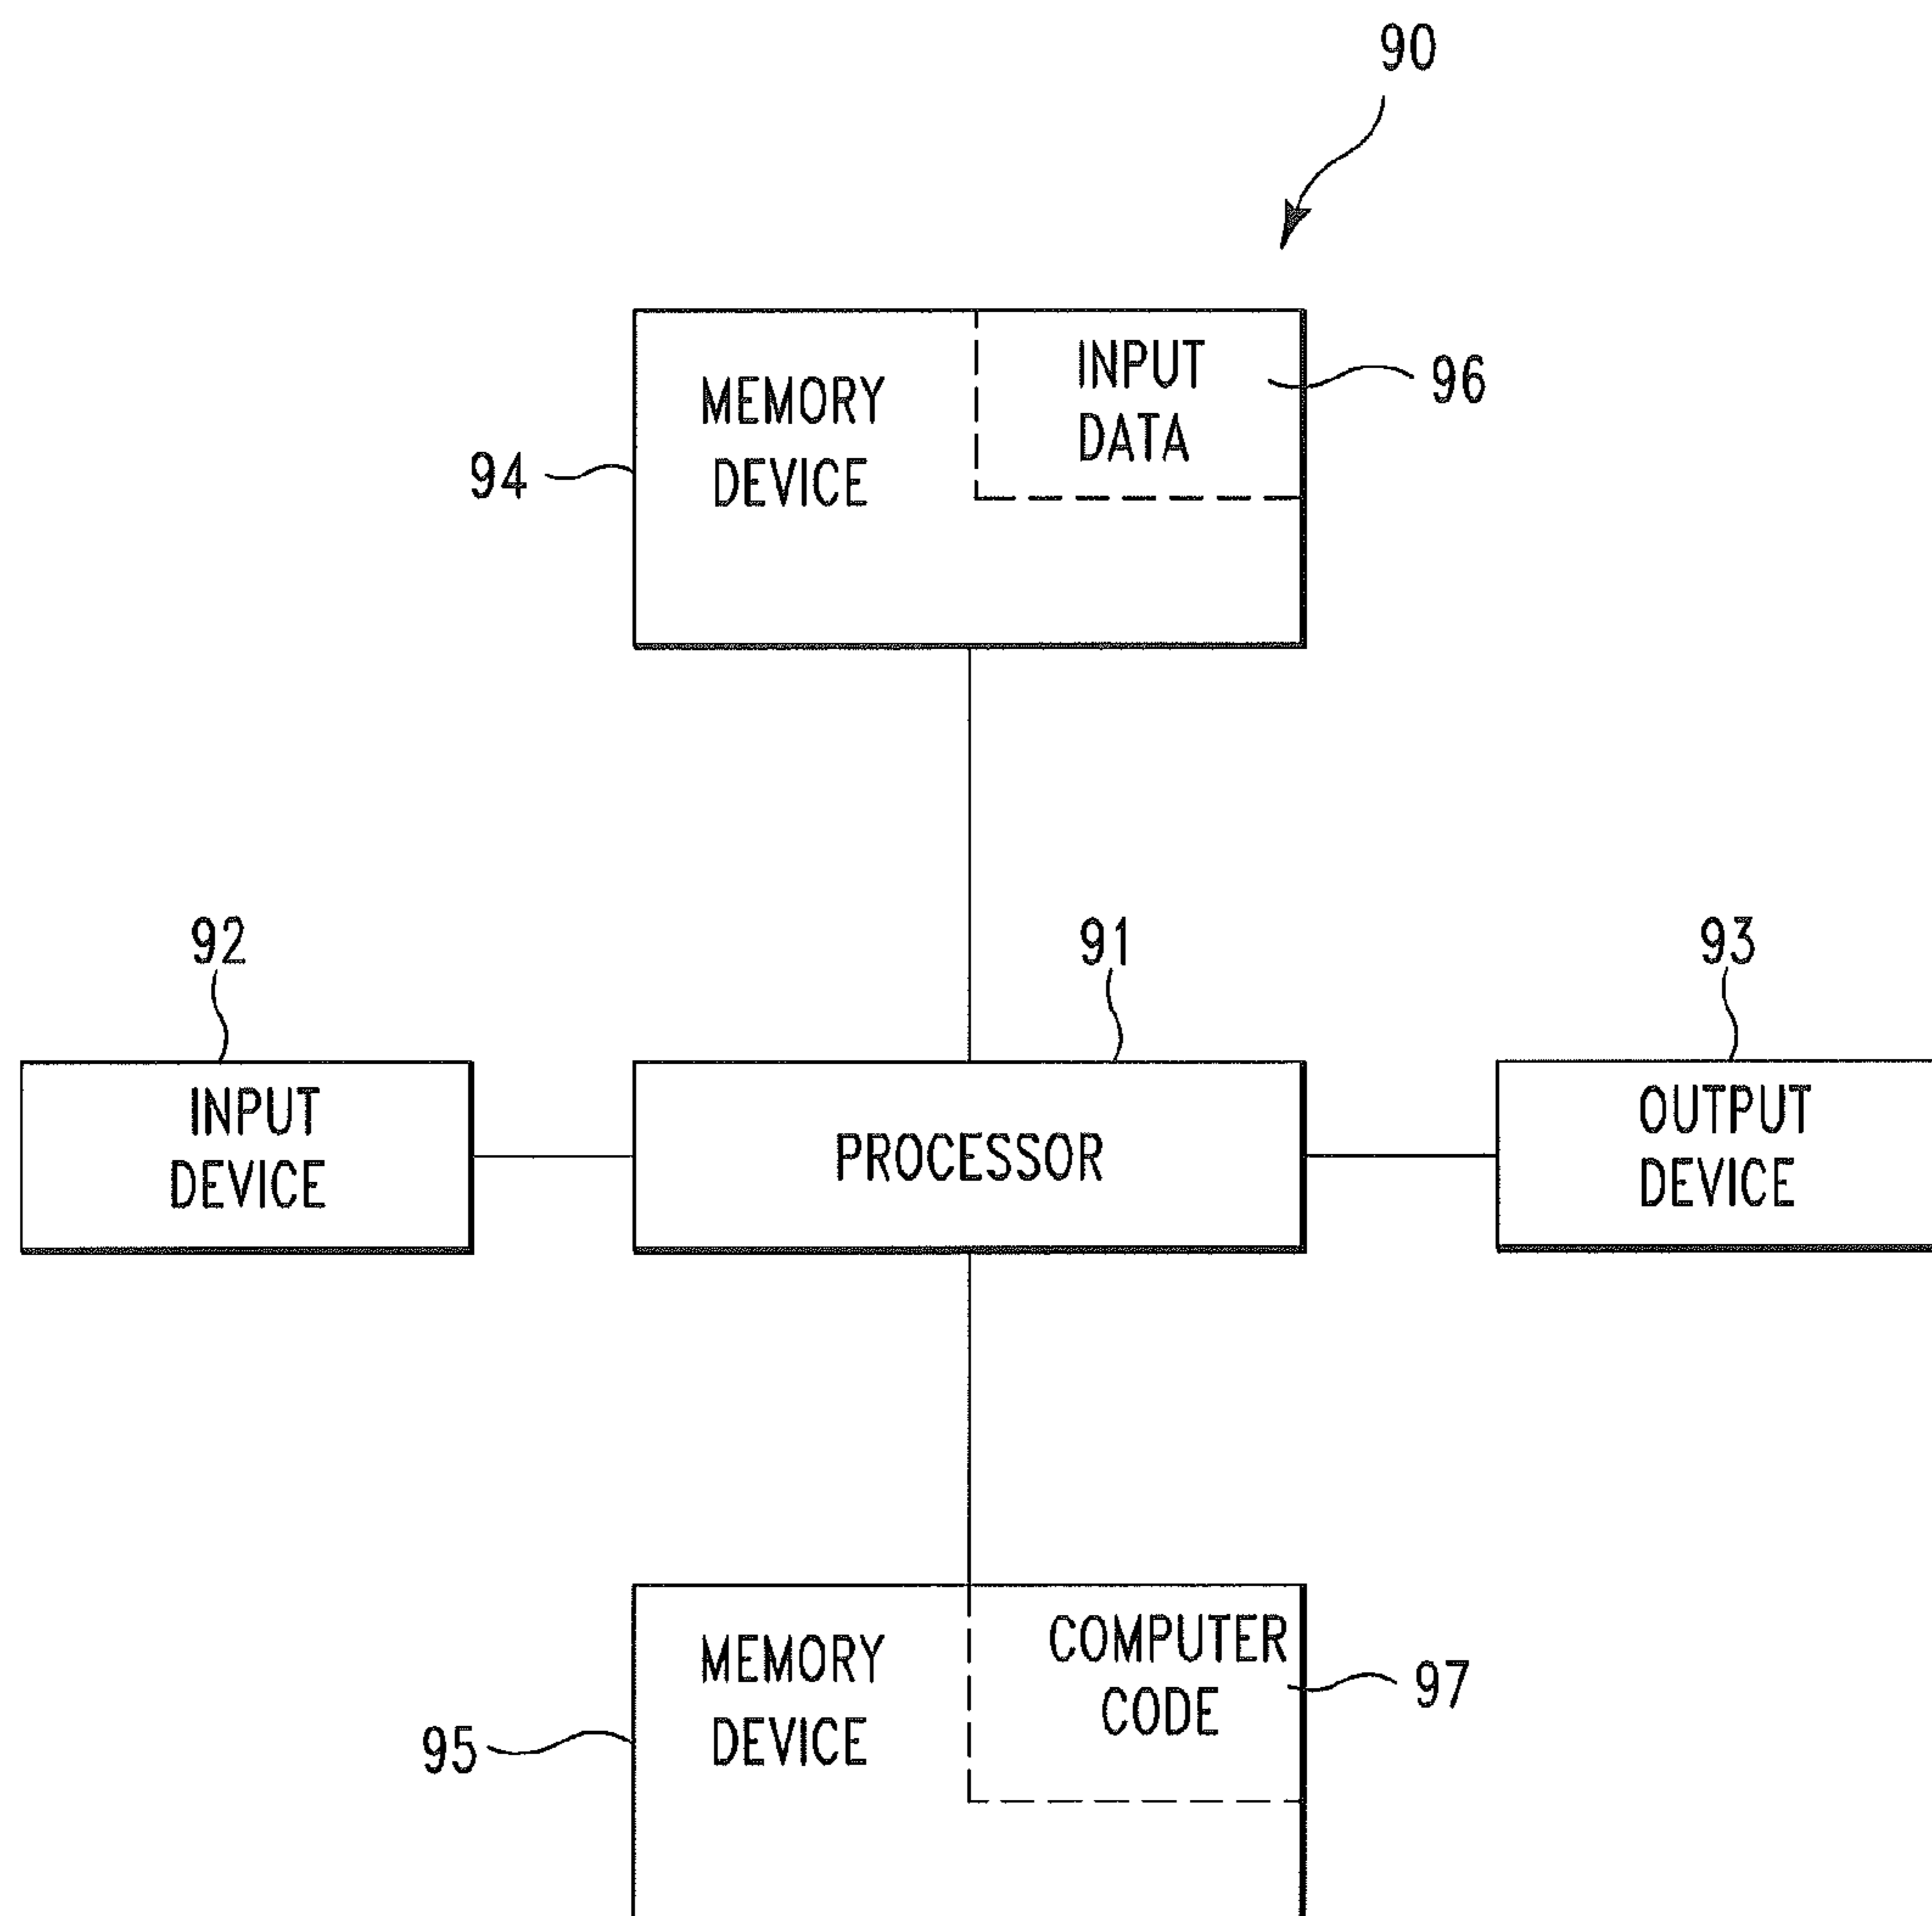 90
MEMORY
DEVICE
INPUT
DATA
96
94
92
91
93
INPUT
DEVICE
PROCESSOR
OUTPUT
DEVICE
MEMORY
DEVICE
COMPUTER
CODE
97
95